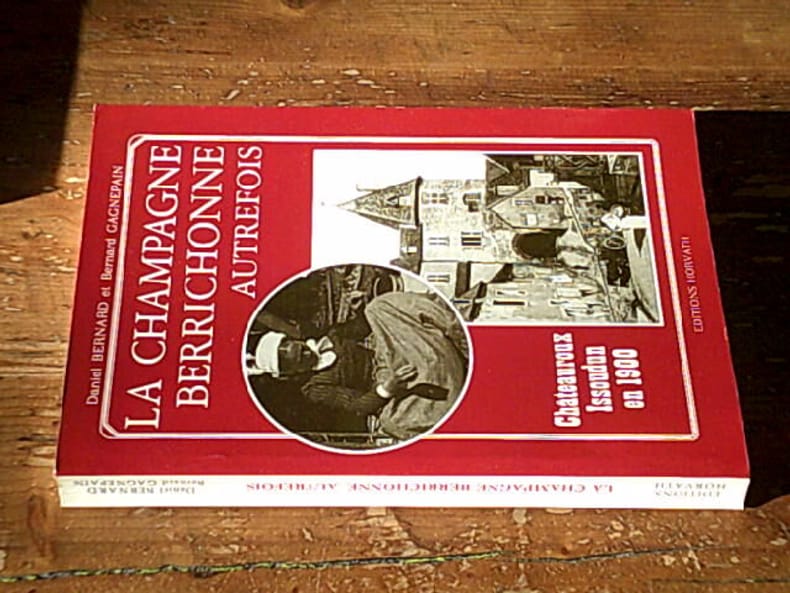 Daniel BERNARD et Bernard GAGNEPAIN
LA CHAMPAGNE
BERRICHONNE
AUTREFOIS
Châteauroux
Issoudun
en 1900
EDITIONS HORVATH
Daniel BERNARD
Bernard GAGNEPAIN
LA CHAMPAGNE BERRICHONNE AUTREFOIS
EDITIONS
HORVATH